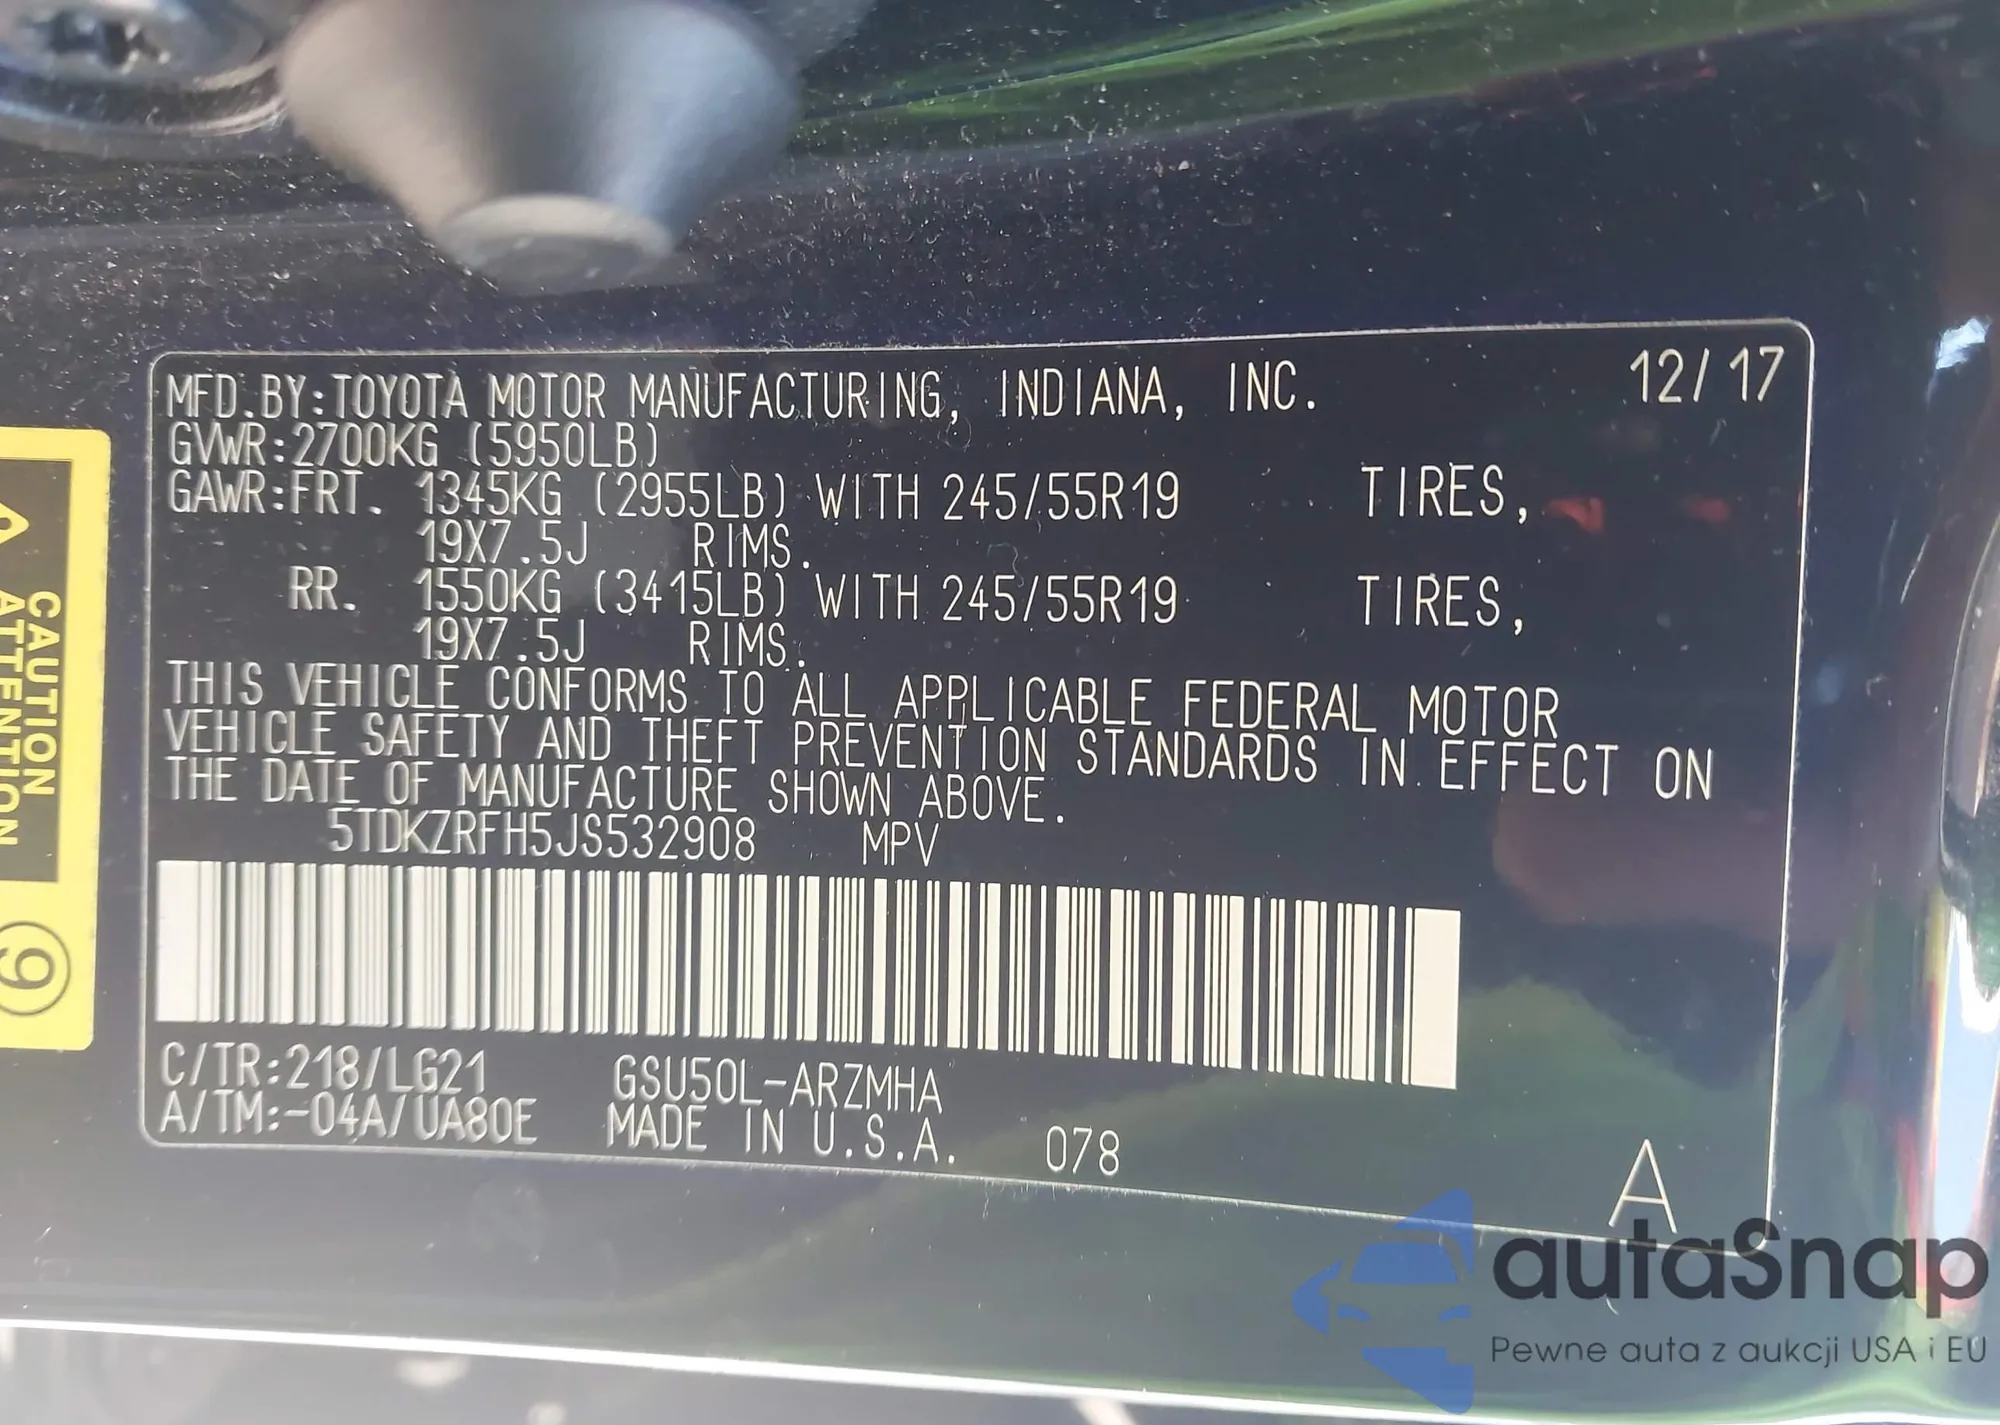 MFD.BY:TOYOTA MOTOR MANUFACTURING, INDIANA, INC. 12/17
GVWR:2700KG (5950LB)
GAWR:FRT. 1345KG (2955LB) WITH 245/55R19 TIRES,
19X7.5J RIMS.
RR. 1550KG (3415LB) WITH 245/55R19 TIRES,
19X7.5J RIMS.
THIS VEHICLE CONFORMS TO ALL APPLICABLE FEDERAL MOTOR
VEHICLE SAFETY AND THEFT PREVENTION STANDARDS IN EFFECT ON
THE DATE OF MANUFACTURE SHOWN ABOVE.
5TDKZRFH5JS532908 MPV
C/TR:218/LG21 GSU50L-ARZMHA
A/TM:-04A/UA80E MADE IN U.S.A. 078
A
CAUTION
ATTENTION
9
autaSnap
Pewne auta z aukcji USA i EU